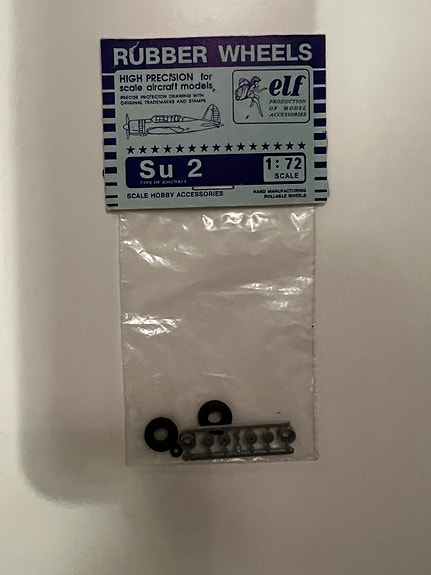 RUBBER WHEELS
HIGH PRECISION for
scale aircraft models,
PRECISE PROTECTOR DRAWING WITH
ORIGINAL TRADEMARKS AND STAMPS
elf
PRODUCTION
OF MODEL
ACCESSORIES
Su 2
TYPE OF AIRCRAFT
1:72
SCALE
SCALE HOBBY ACCESSORIES
HAND MANUFACTURING
ROLLABLE WHEELS